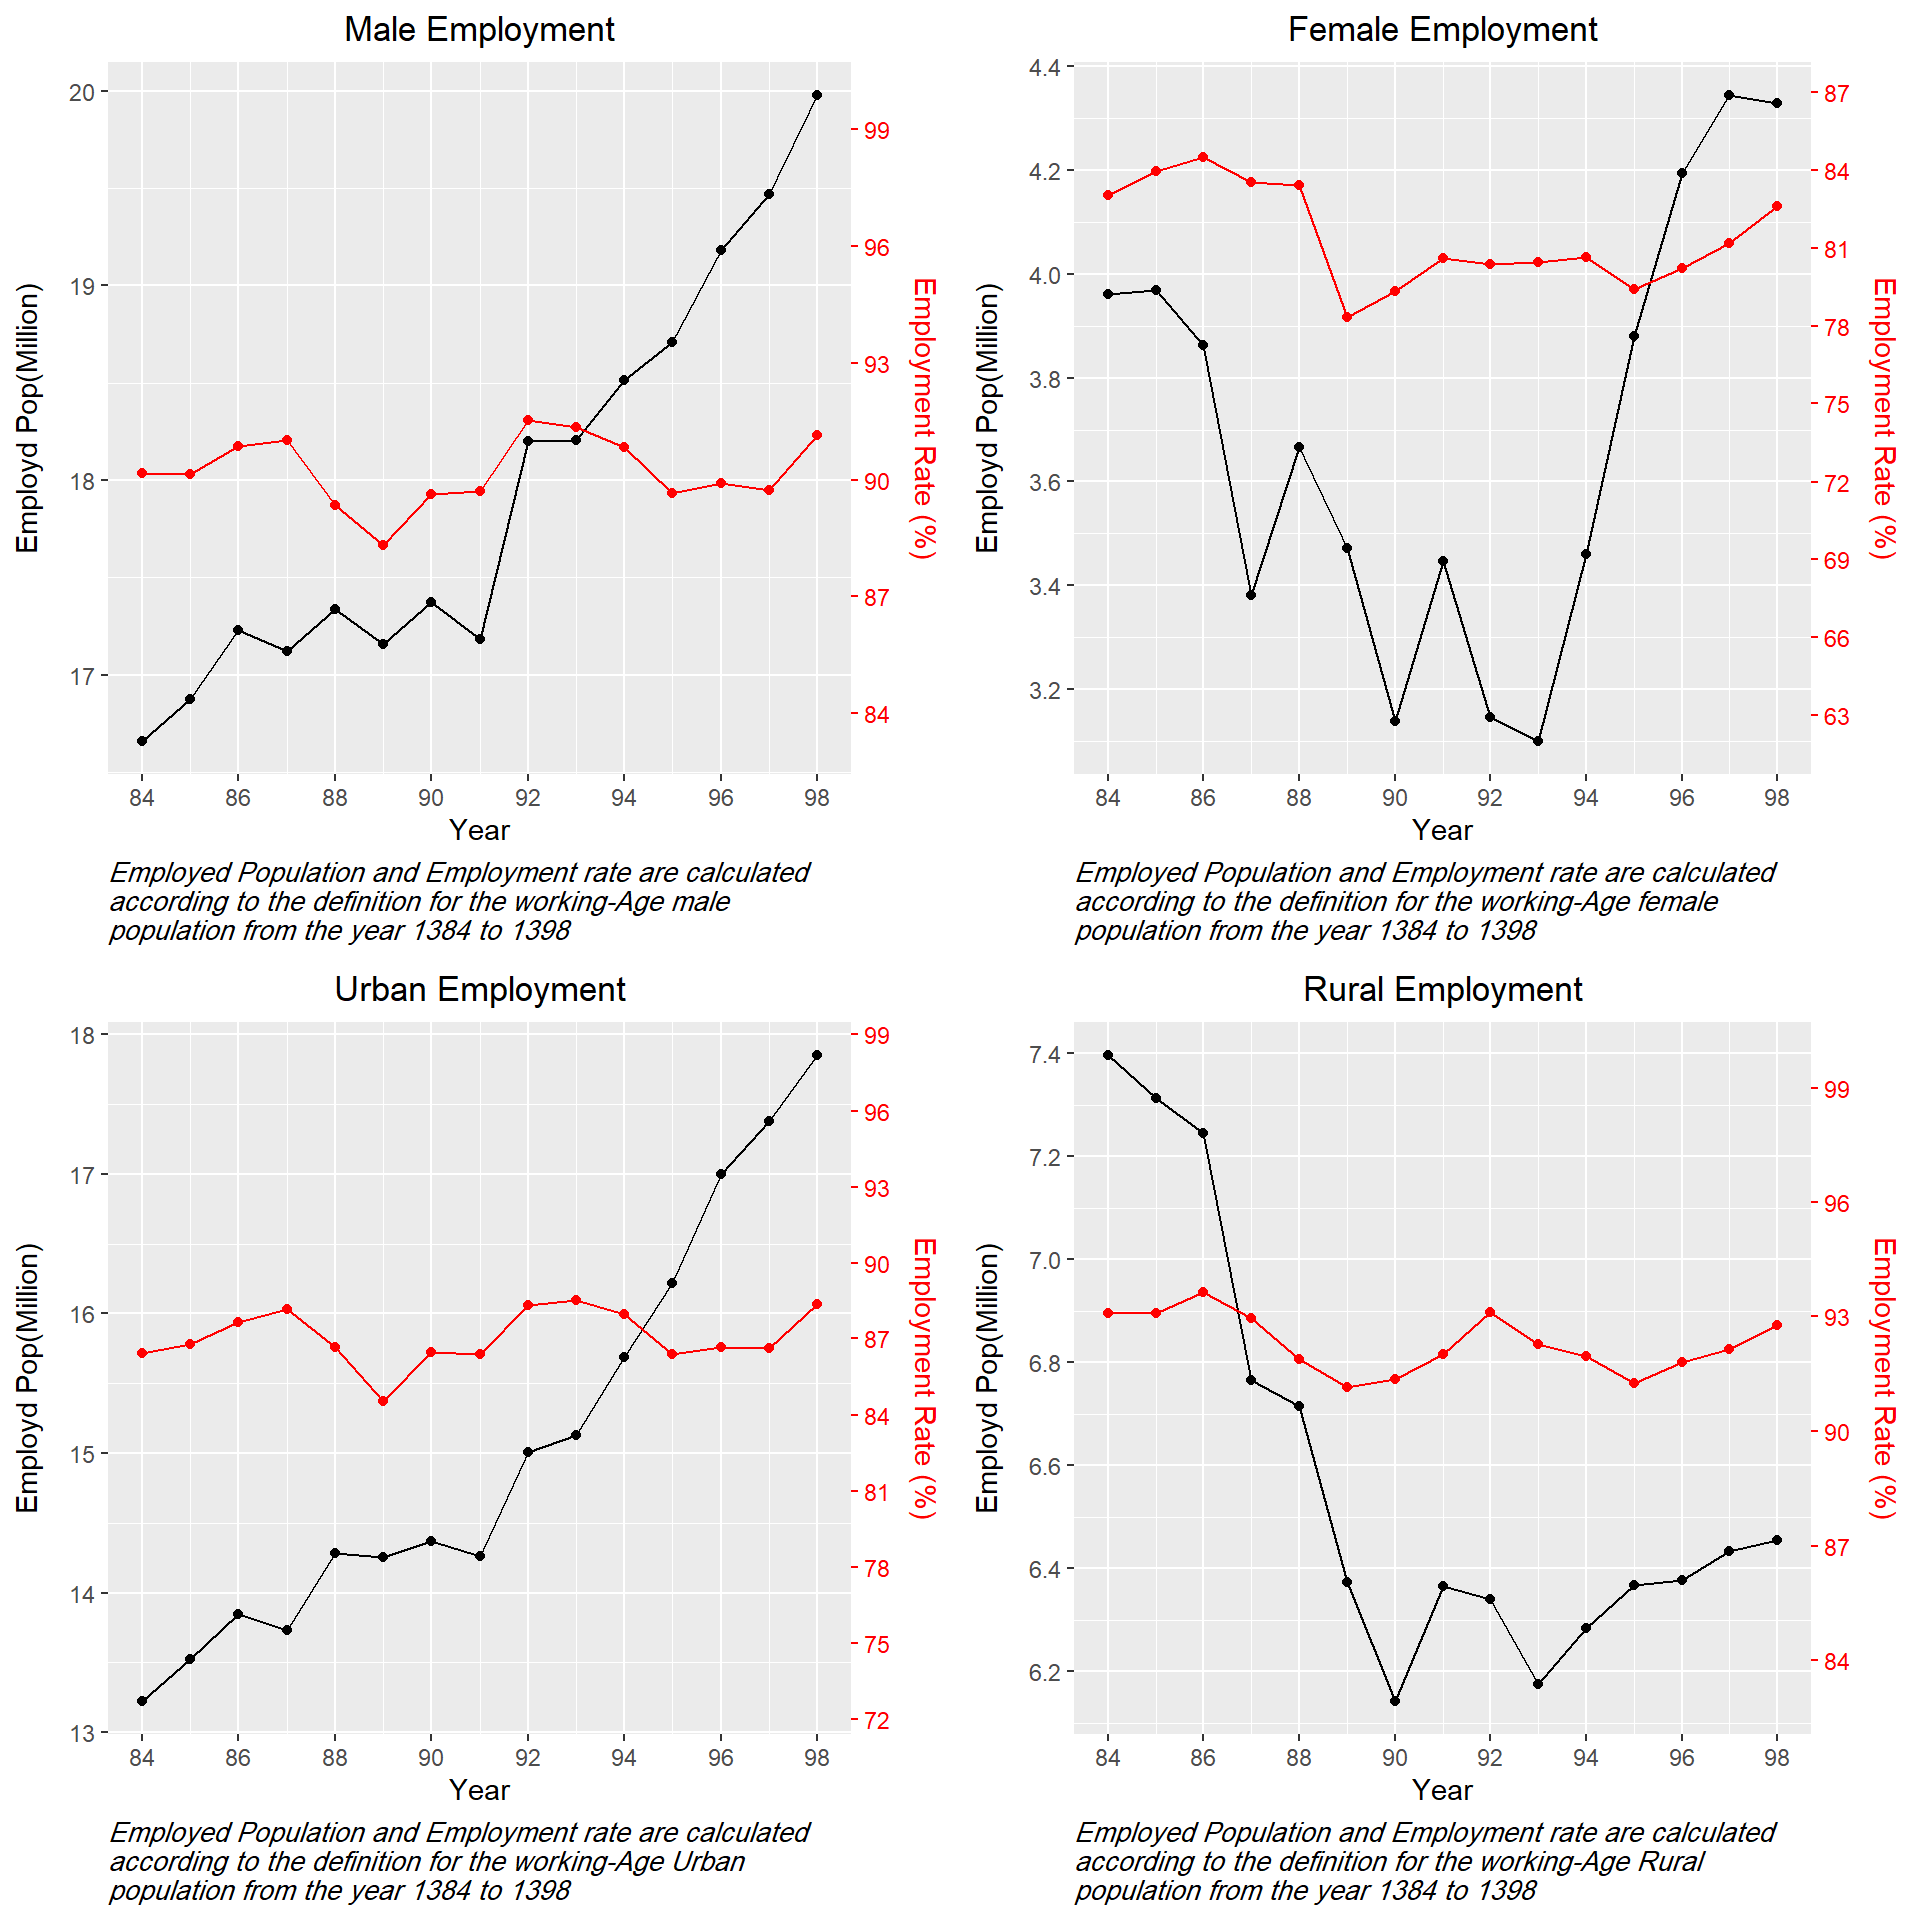 Male Employment
20
19
18
17
Employd Pop(Million)
99
96
93
90
87
84
Employment Rate (%)
84 86 88 90 92 94 96 98
Year
Employed Population and Employment rate are calculated
according to the definition for the working-Age male
population from the year 1384 to 1398
Female Employment
4.4
4.2
4.0
3.8
3.6
3.4
3.2
Employd Pop(Million)
87
84
81
78
75
72
69
66
63
Employment Rate (%)
84 86 88 90 92 94 96 98
Year
Employed Population and Employment rate are calculated
according to the definition for the working-Age female
population from the year 1384 to 1398
Urban Employment
18
17
16
15
14
13
Employd Pop(Million)
99
96
93
90
87
84
81
78
75
72
Employment Rate (%)
84 86 88 90 92 94 96 98
Year
Employed Population and Employment rate are calculated
according to the definition for the working-Age Urban
population from the year 1384 to 1398
Rural Employment
7.4
7.2
7.0
6.8
6.6
6.4
6.2
Employd Pop(Million)
99
96
93
90
87
84
Employment Rate (%)
84 86 88 90 92 94 96 98
Year
Employed Population and Employment rate are calculated
according to the definition for the working-Age Rural
population from the year 1384 to 1398